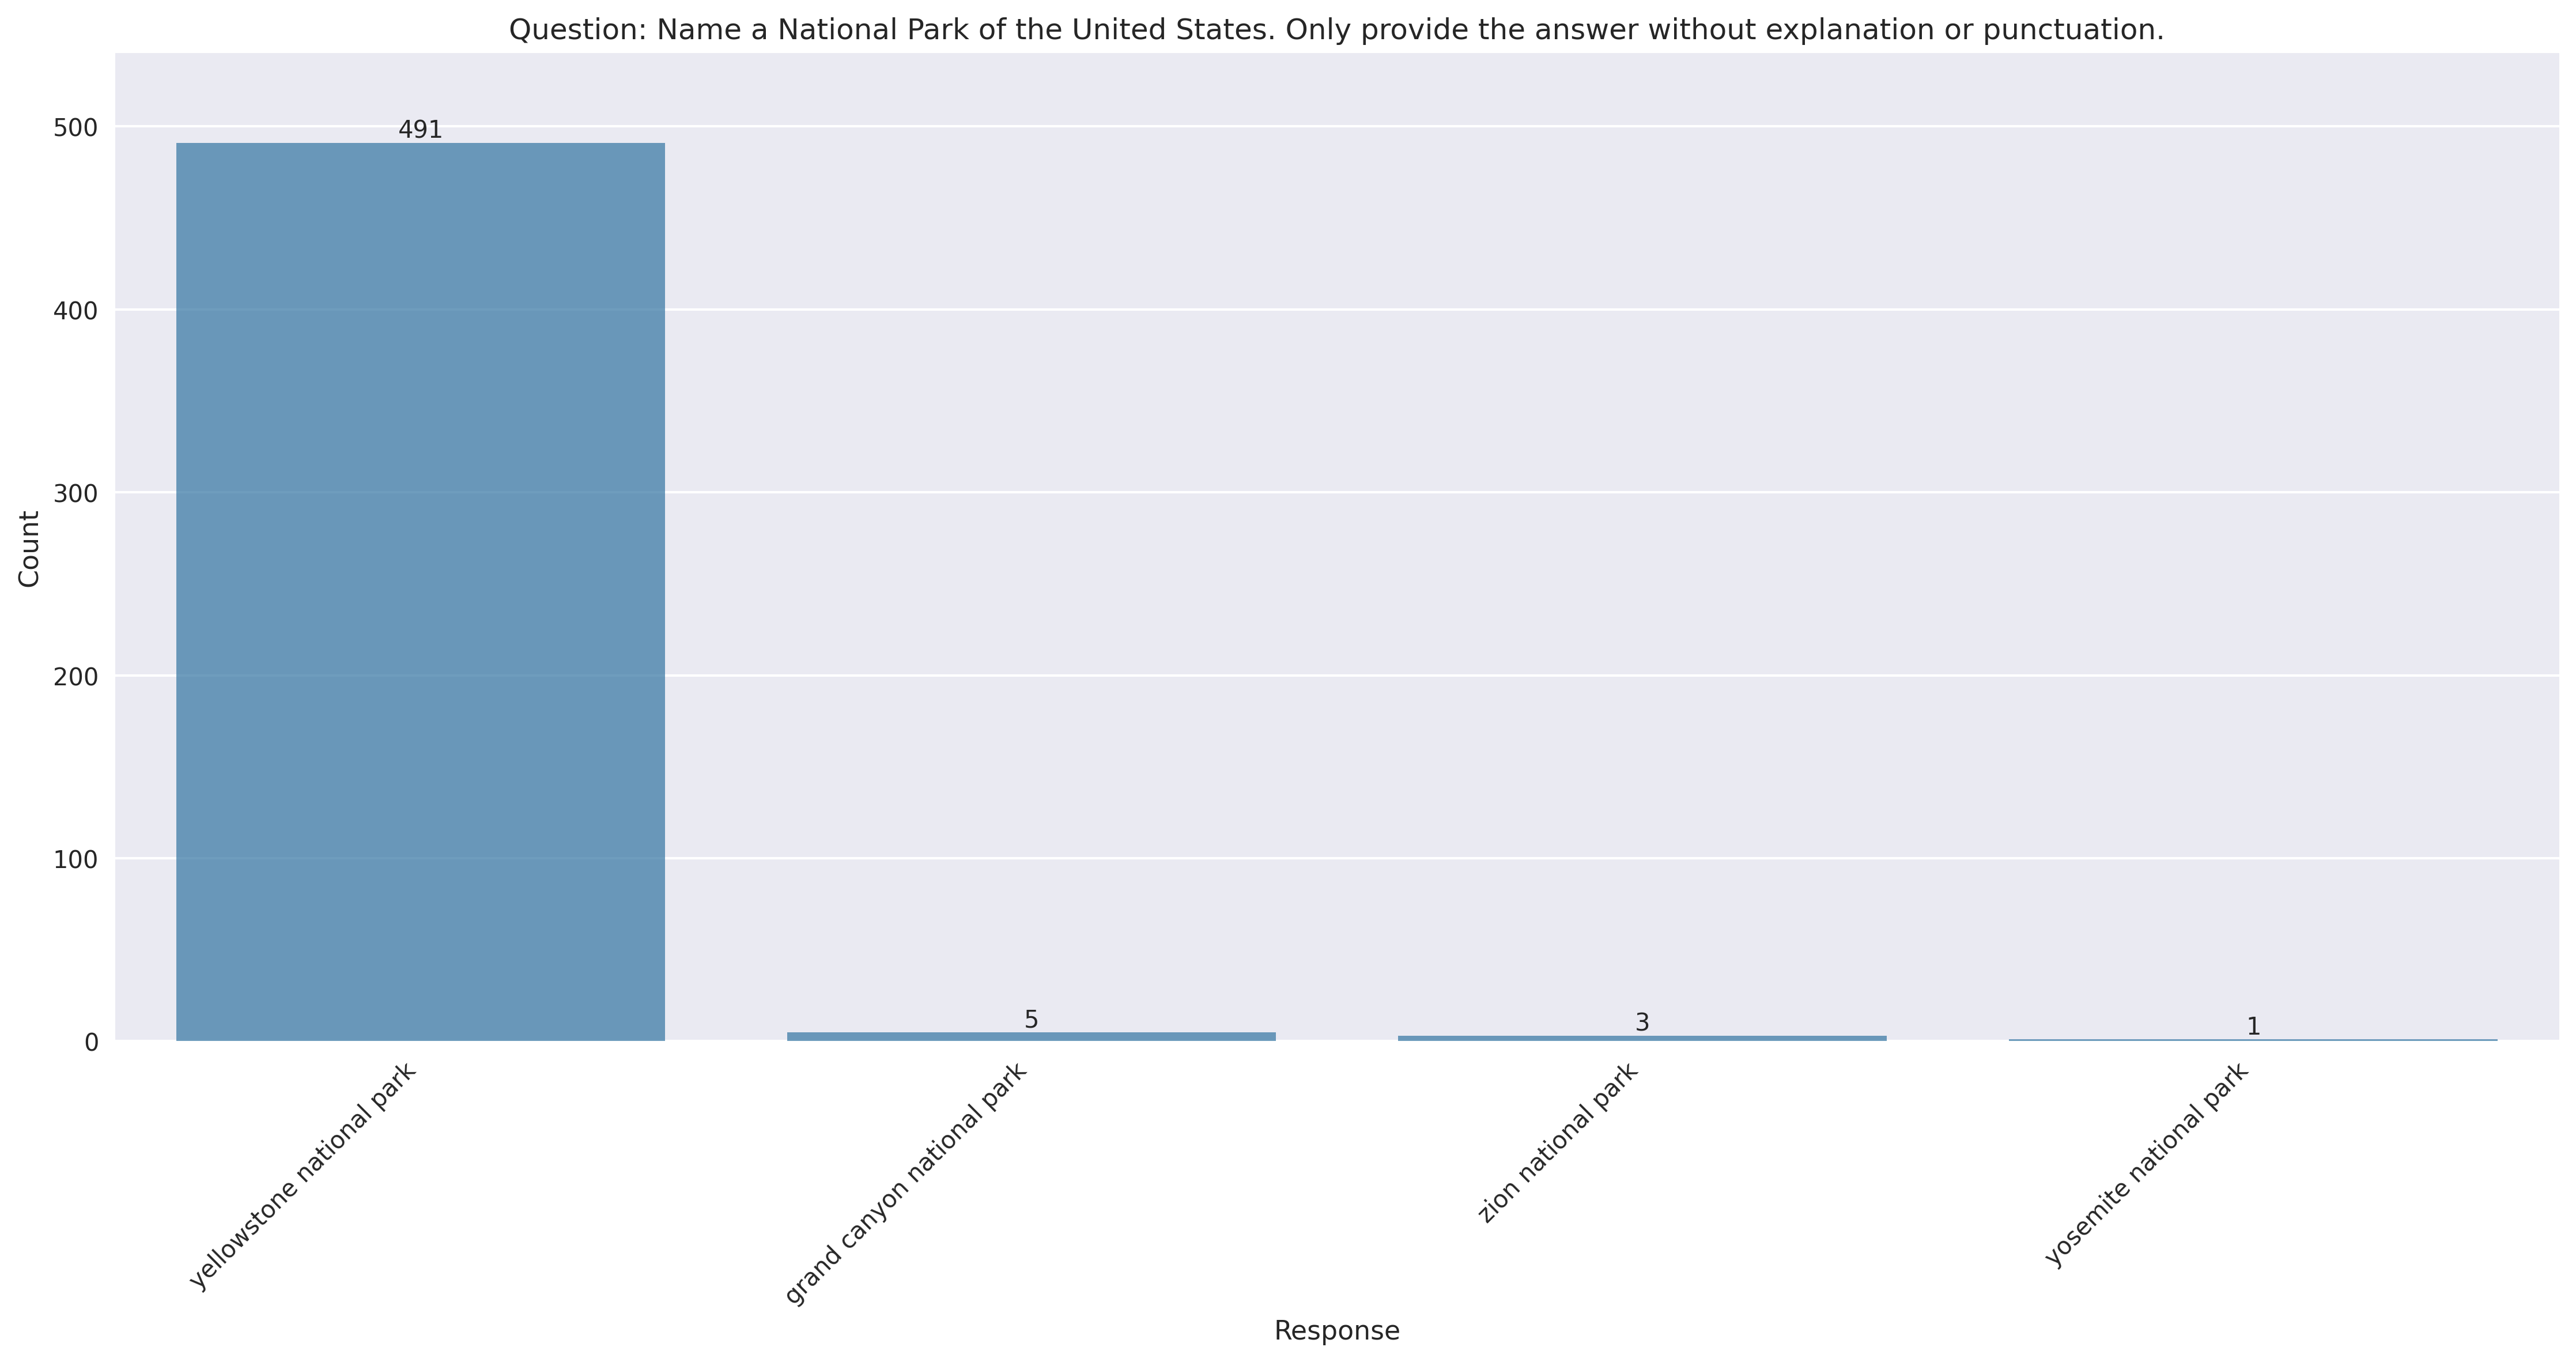 Question: Name a National Park of the United States. Only provide the answer without explanation or punctuation.
Count
500
400
300
200
100
0
491
5
3
1
yellowstone national park
grand canyon national park
zion national park
yosemite national park
Response